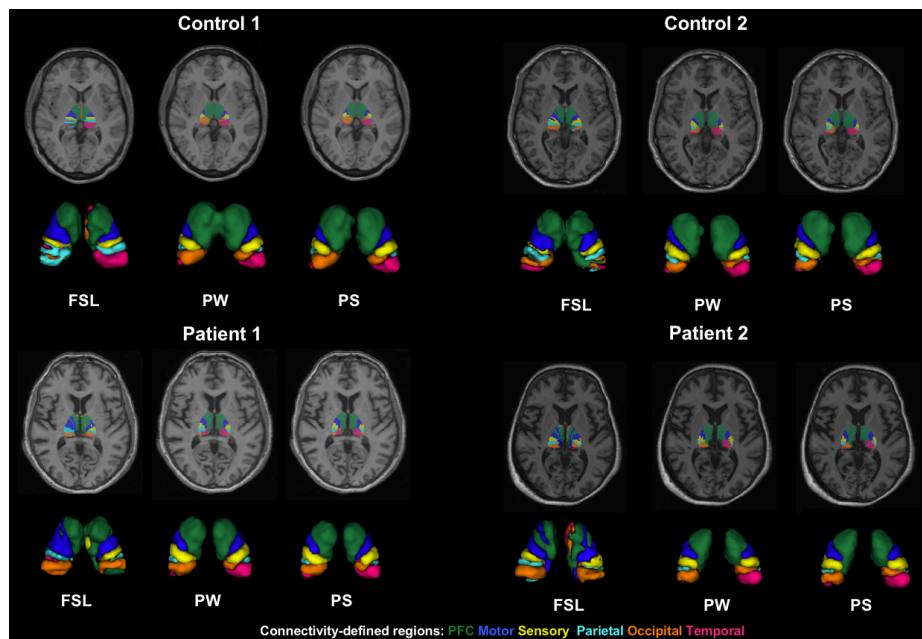 Control 1
Control 2
FSL PW PS
FSL PW PS
Patient 1
Patient 2
FSL PW PS
FSL PW PS
Connectivity-defined regions: PFC Motor Sensory Parietal Occipital Temporal